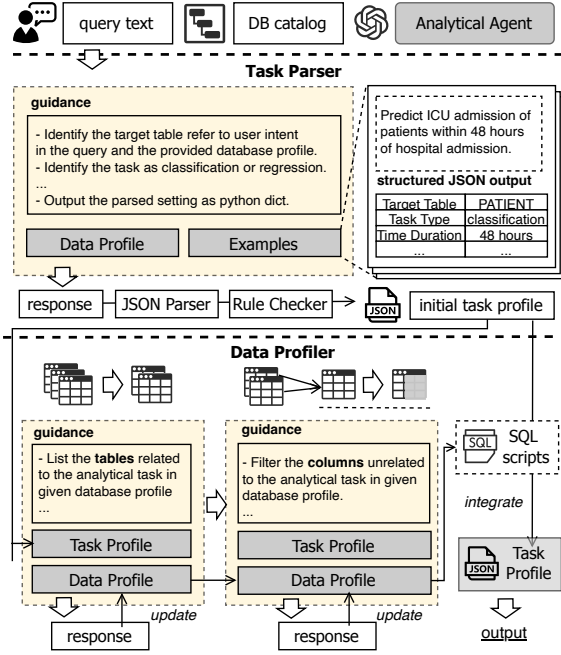 query text
DB catalog
Analytical Agent
Task Parser
guidance
- Identify the target table refer to user intent
in the query and the provided database profile.
- Identify the task as classification or regression.
...
- Output the parsed setting as python dict.
Data Profile
Examples
Predict ICU admission of
patients within 48 hours
of hospital admission.
structured JSON output
Target Table PATIENT
Task Type classification
Time Duration 48 hours
... ...
response
JSON Parser
Rule Checker
JSON
initial task profile
Data Profiler
guidance
- List the tables related
to the analytical task in
given database profile
...
Task Profile
Data Profile
update
response
guidance
- Filter the columns unrelated
to the analytical task in given
database profile.
...
Task Profile
Data Profile
update
response
SQL
SQL
scripts
integrate
JSON
Task
Profile
output